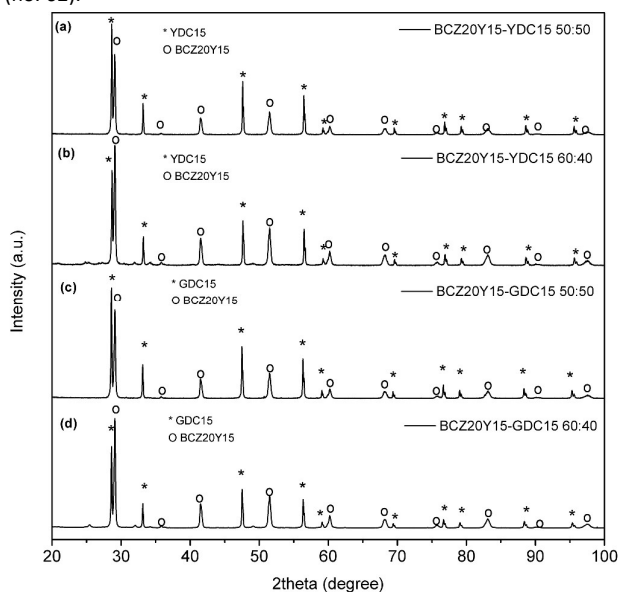 (a)
* YDC15
O BCZ20Y15
BCZ20Y15-YDC15 50:50
(b)
* YDC15
O BCZ20Y15
BCZ20Y15-YDC15 60:40
(c)
* GDC15
O BCZ20Y15
BCZ20Y15-GDC15 50:50
(d)
* GDC15
O BCZ20Y15
BCZ20Y15-GDC15 60:40
Intensity (a.u.)
20 30 40 50 60 70 80 90 100
2theta (degree)